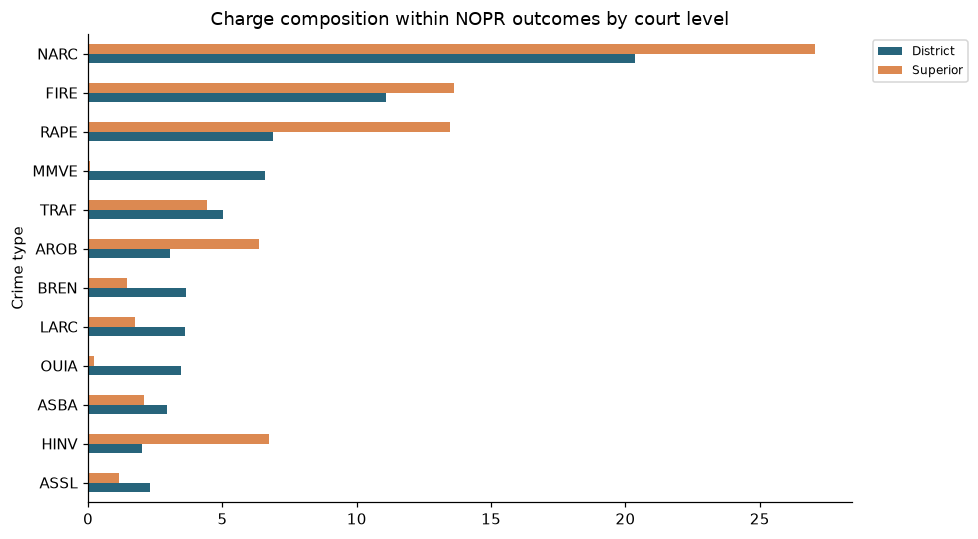 Charge composition within NOPR outcomes by court level
District
Superior
Crime type
NARC
FIRE
RAPE
MMVE
TRAF
AROB
BREN
LARC
OUIA
ASBA
HINV
ASSL
0 5 10 15 20 25